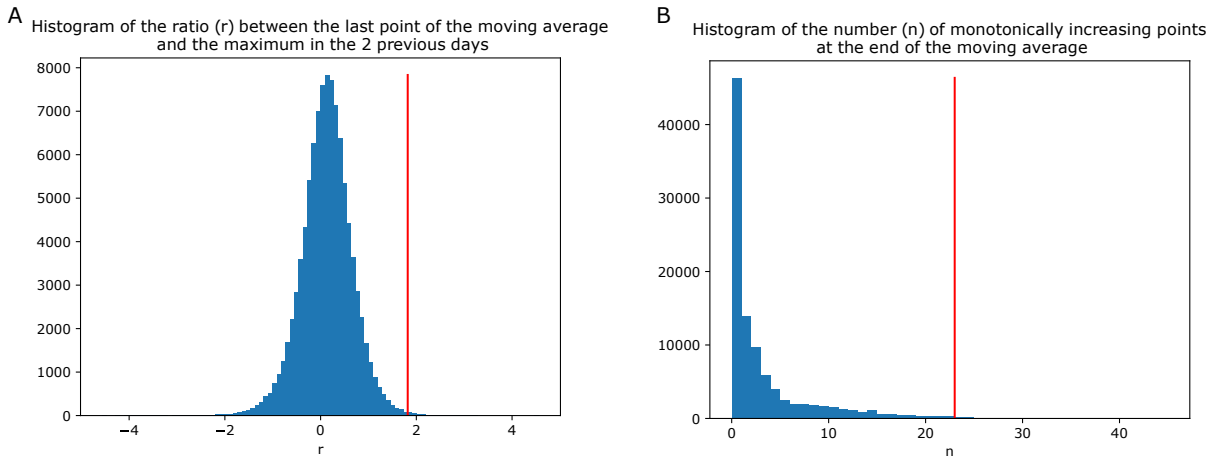 A
Histogram of the ratio (r) between the last point of the moving average
and the maximum in the 2 previous days
8000
7000
6000
5000
4000
3000
2000
1000
0
−4 −2 0 2 4
r
B
Histogram of the number (n) of monotonically increasing points
at the end of the moving average
40000
30000
20000
10000
0
0 10 20 30 40
n